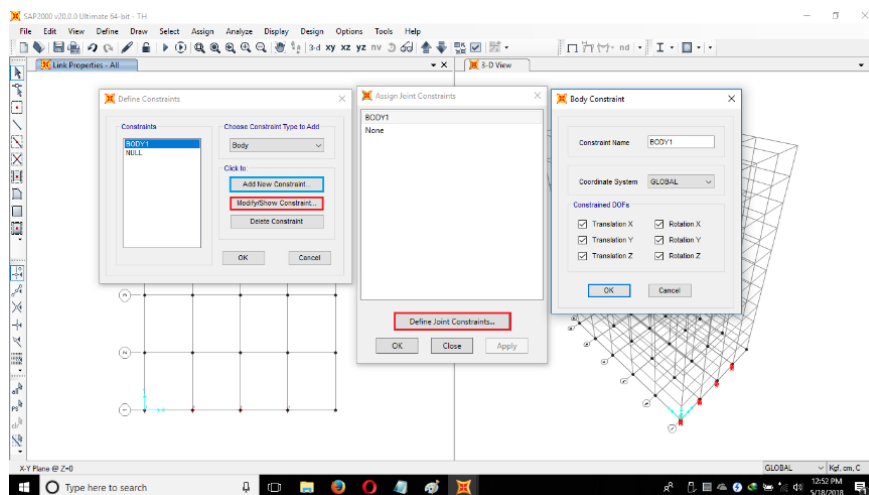 SAP2000 v20.0.0 Ultimate 64-bit - TH
File Edit View Define Draw Select Assign Analyze Display Design Options Tools Help
3-d xy xz yz nv
nd
Link Properties - All
3-D View
Define Constraints
Constraints
BODY1
NULL
Choose Constraint Type to Add
Body
Click to
Add New Constraint...
Modify/Show Constraint...
Delete Constraint
OK Cancel
Assign Joint Constraints
BODY1
None
Define Joint Constraints...
OK Close Apply
Body Constraint
Constraint Name BODY1
Coordinate System GLOBAL
Constrained DOFs
Translation X Rotation X
Translation Y Rotation Y
Translation Z Rotation Z
OK Cancel
X-Y Plane @ Z=0
GLOBAL Kgf, cm, C
Type here to search
12:52 PM
5/18/2018